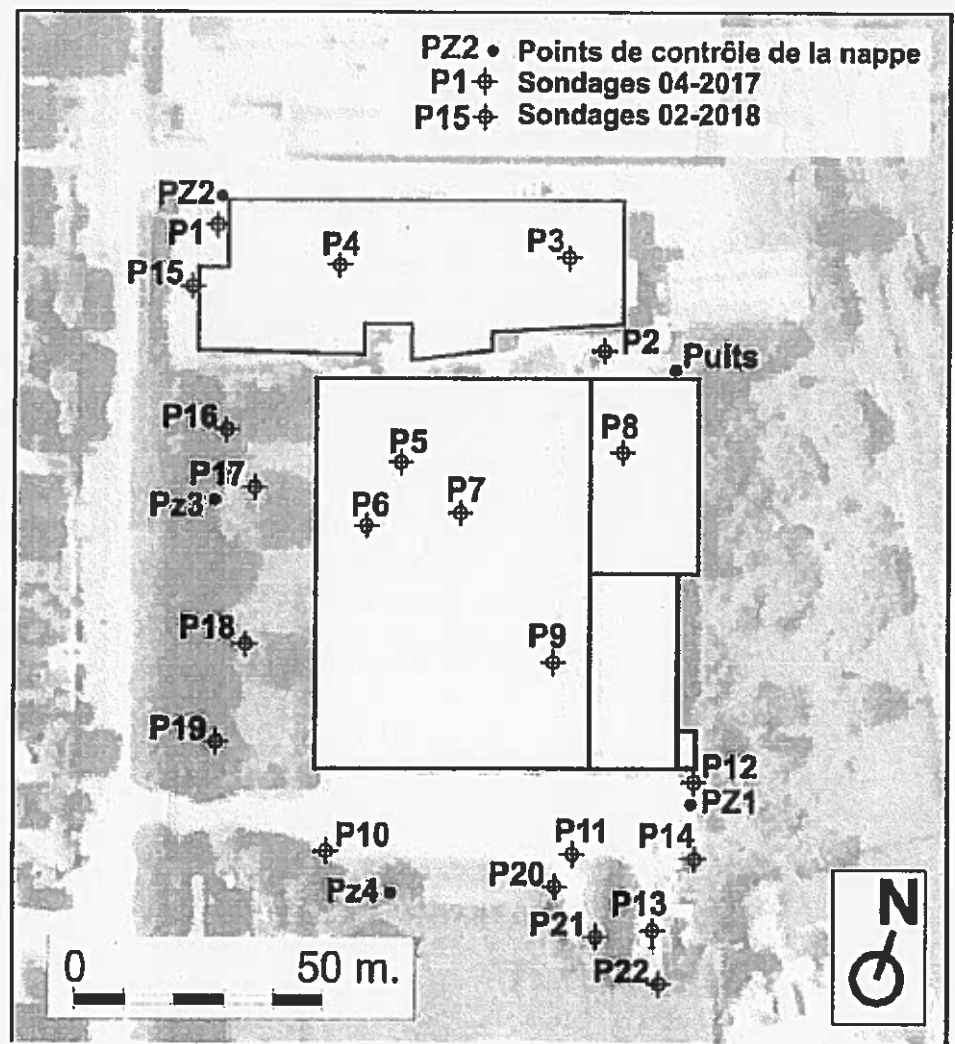 PZ2 • Points de contrôle de la nappe
P1 Sondages 04-2017
P15 Sondages 02-2018
PZ2
P1
P4
P3
P15
P2
Puits
P16
P5
P8
P17
Pz3
P6
P7
P18
P9
P19
P12
PZ1
P10
P11
P14
P20
Pz4
P13
P21
P22
N
0 50 m.